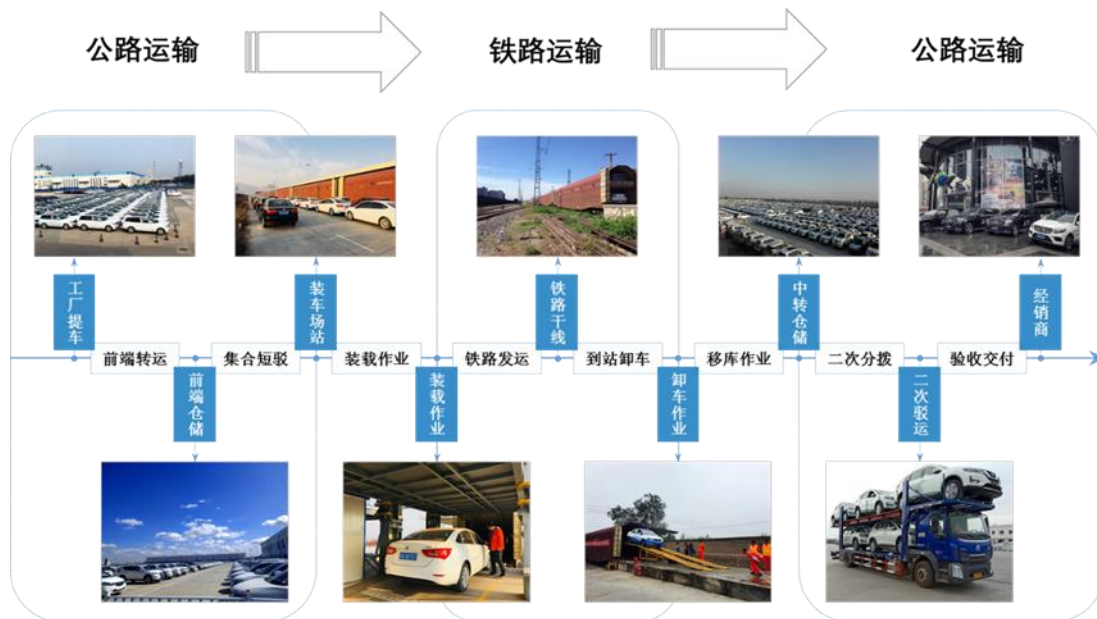 公路运输
铁路运输
公路运输
工厂提车
装车场站
铁路干线
中转仓储
经销商
前端转运
集合短驳
装载作业
铁路发运
到站卸车
移库作业
二次分拨
验收交付
前端仓储
装载作业
卸车作业
二次驳运